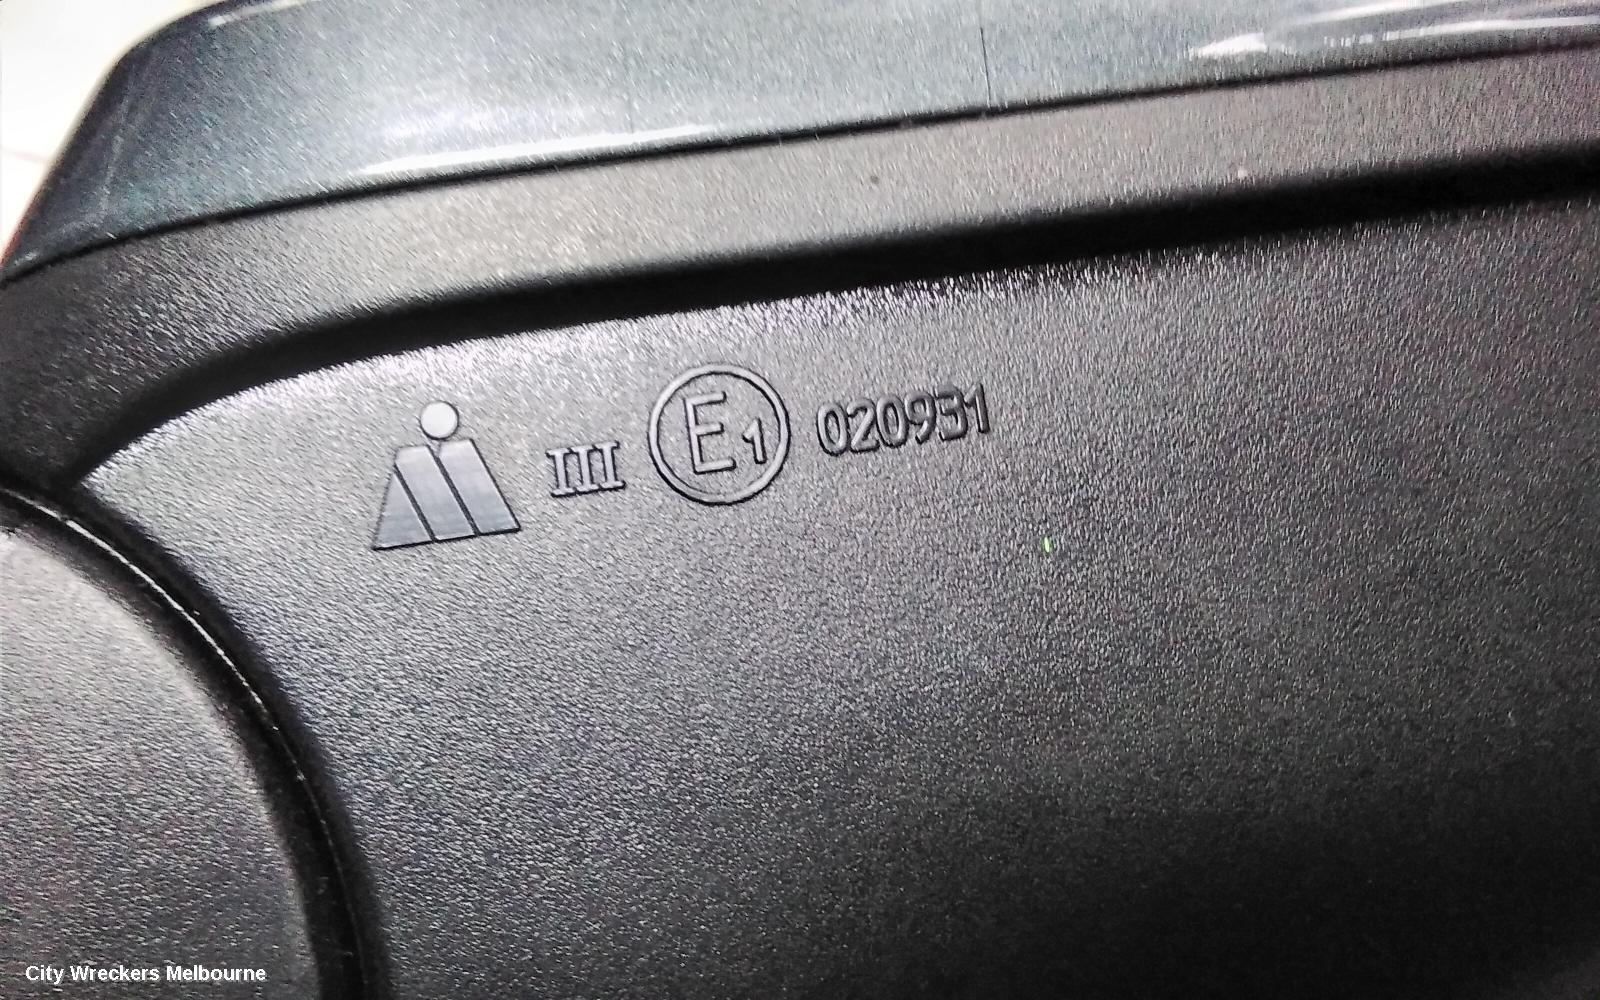 III E1 020931
City Wreckers Melbourne